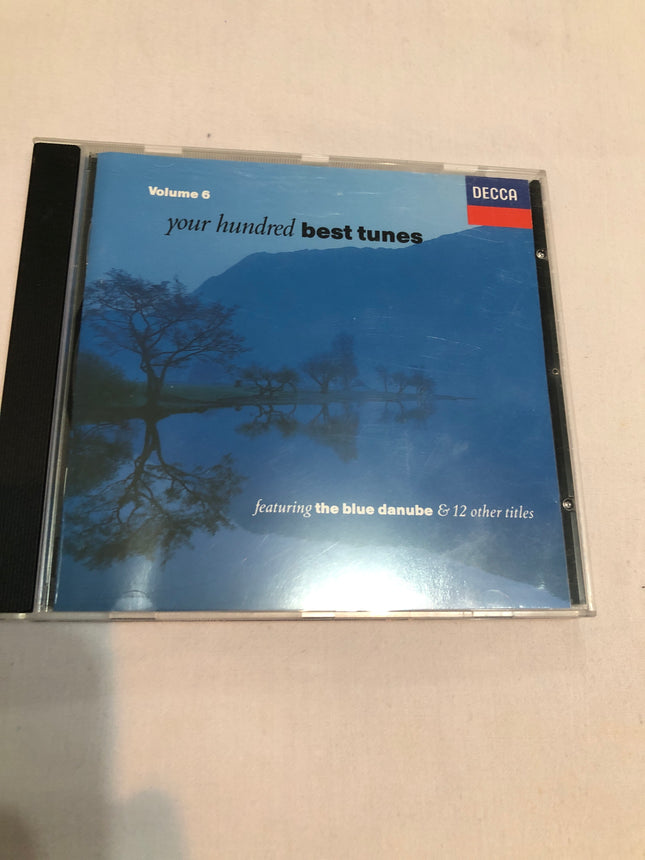 Volume 6
DECCA
your hundred best tunes
featuring the blue danube & 12 other titles